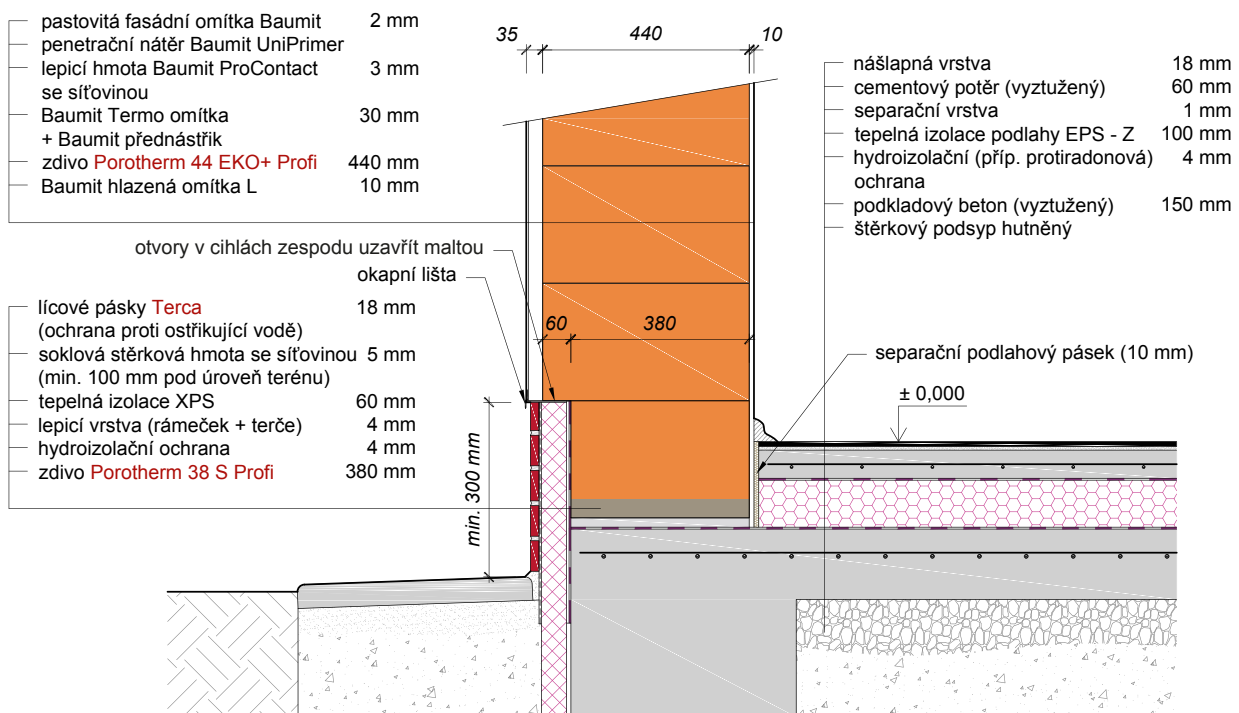 pastovitá fasádní omítka Baumit 2 mm
penetrační nátěr Baumit UniPrimer
lepicí hmota Baumit ProContact 3 mm
se síťovinou
Baumit Termo omítka 30 mm
+ Baumit přednástřik
zdivo Porotherm 44 EKO+ Profi 440 mm
Baumit hlazená omítka L 10 mm
otvory v cihlách zespodu uzavřít maltou
okapní lišta
lícové pásky Terca 18 mm
(ochrana proti ostřikující vodě)
soklová stěrková hmota se síťovinou 5 mm
(min. 100 mm pod úroveň terénu)
tepelná izolace XPS 60 mm
lepicí vrstva (rámeček + terče) 4 mm
hydroizolační ochrana 4 mm
zdivo Porotherm 38 S Profi 380 mm
35 440 10
60 380
min. 300 mm
nášlapná vrstva 18 mm
cementový potěr (vyztužený) 60 mm
separační vrstva 1 mm
tepelná izolace podlahy EPS - Z 100 mm
hydroizolační (příp. protiradonová) 4 mm
ochrana
podkladový beton (vyztužený) 150 mm
štěrkový podsyp hutněný
separační podlahový pásek (10 mm)
± 0,000